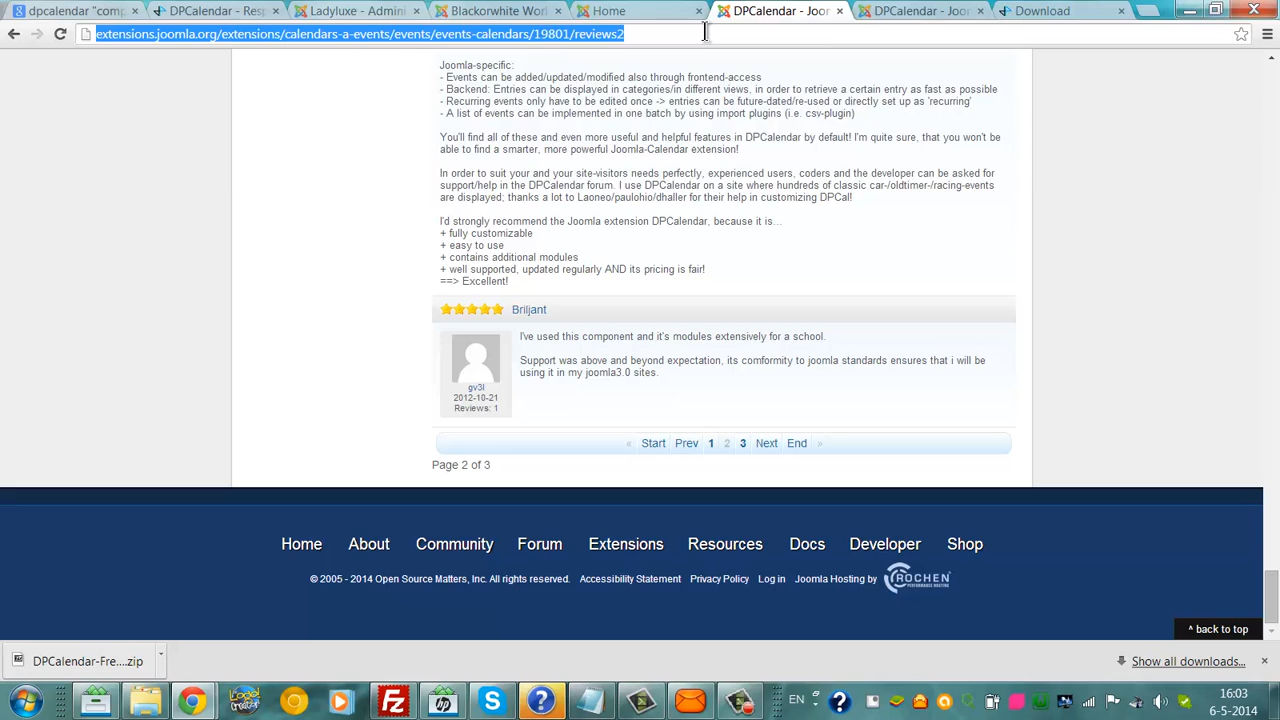 dpcalendar "comp
DPCalendar - Resp
Ladyluxe - Admini
Blackorwhite Worl
Home
DPCalendar - Joor
DPCalendar - Joor
Download
extensions.joomla.org/extensions/calendars-a-events/events/events-calendars/19801/reviews2
Joomla-specific:
- Events can be added/updated/modified also through frontend-access
- Backend: Entries can be displayed in categories/in different views, in order to retrieve a certain entry as fast as possible
- Recurring events only have to be edited once -> entries can be future-dated/re-used or directly set up as 'recurring'
- A list of events can be implemented in one batch by using import plugins (i.e. csv-plugin)
You'll find all of these and even more useful and helpful features in DPCalendar by default! I'm quite sure, that you won't be
able to find a smarter, more powerful Joomla-Calendar extension!
In order to suit your and your site-visitors needs perfectly, experienced users, coders and the developer can be asked for
support/help in the DPCalendar forum. I use DPCalendar on a site where hundreds of classic car-/oldtimer-/racing-events
are displayed; thanks a lot to Laoneo/paulohio/dhaller for their help in customizing DPCal!
I'd strongly recommend the Joomla extension DPCalendar, because it is...
+ fully customizable
+ easy to use
+ contains additional modules
+ well supported, updated regularly AND its pricing is fair!
==> Excellent!
Briljant
I've used this component and it's modules extensively for a school.
Support was above and beyond expectation, its comformity to joomla standards ensures that i will be
using it in my joomla3.0 sites.
gv3l
2012-10-21
Reviews: 1
« Start Prev 1 2 3 Next End »
Page 2 of 3
Home About Community Forum Extensions Resources Docs Developer Shop
© 2005 - 2014 Open Source Matters, Inc. All rights reserved. Accessibility Statement Privacy Policy Log in Joomla Hosting by ROCHEN
^ back to top
DPCalendar-Fre....zip
Show all downloads...
EN
16:03
6-5-2014